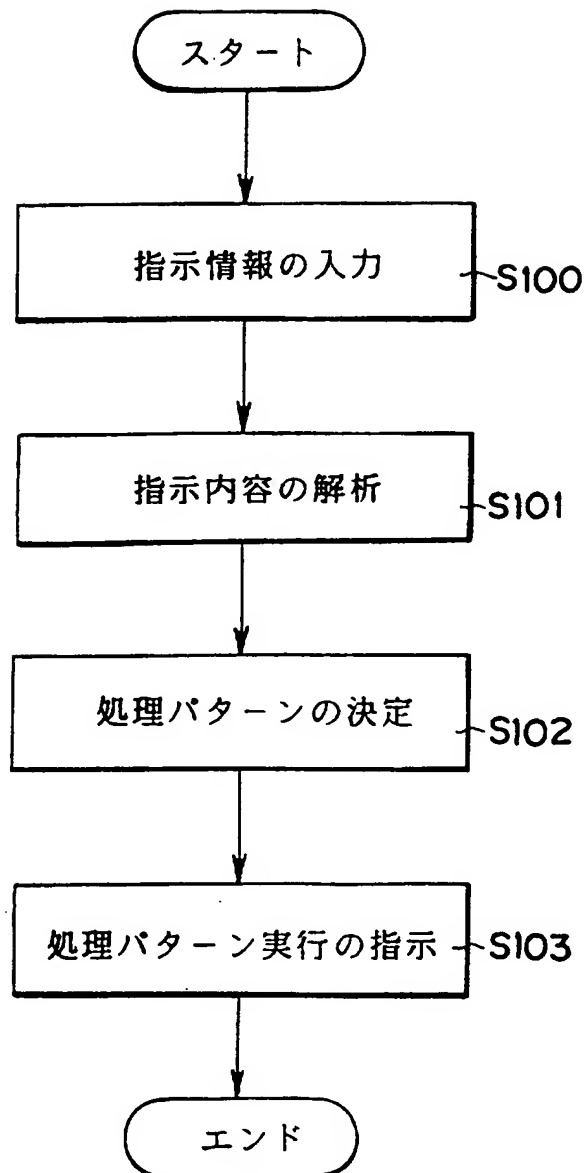 スタート
指示情報の入力 S100
指示内容の解析 S101
処理パターンの決定 S102
処理パターン実行の指示 S103
エンド